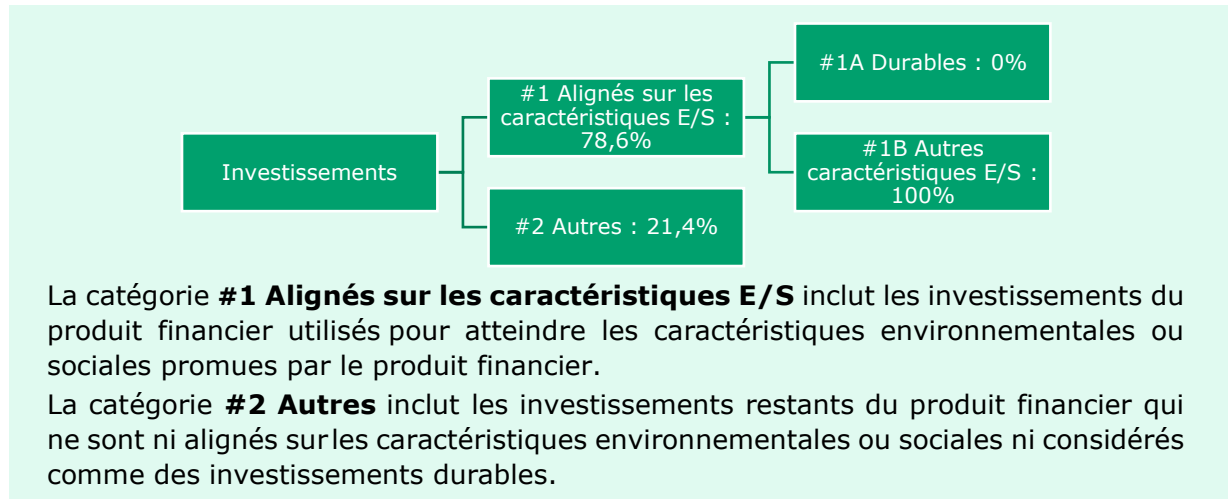 #1A Durables : 0%
#1 Alignés sur les
caractéristiques E/S :
78,6%
#1B Autres
caractéristiques E/S :
100%
Investissements
#2 Autres : 21,4%
La catégorie #1 Alignés sur les caractéristiques E/S inclut les investissements du
produit financier utilisés pour atteindre les caractéristiques environnementales ou
sociales promues par le produit financier.
La catégorie #2 Autres inclut les investissements restants du produit financier qui
ne sont ni alignés sur les caractéristiques environnementales ou sociales ni considérés
comme des investissements durables.